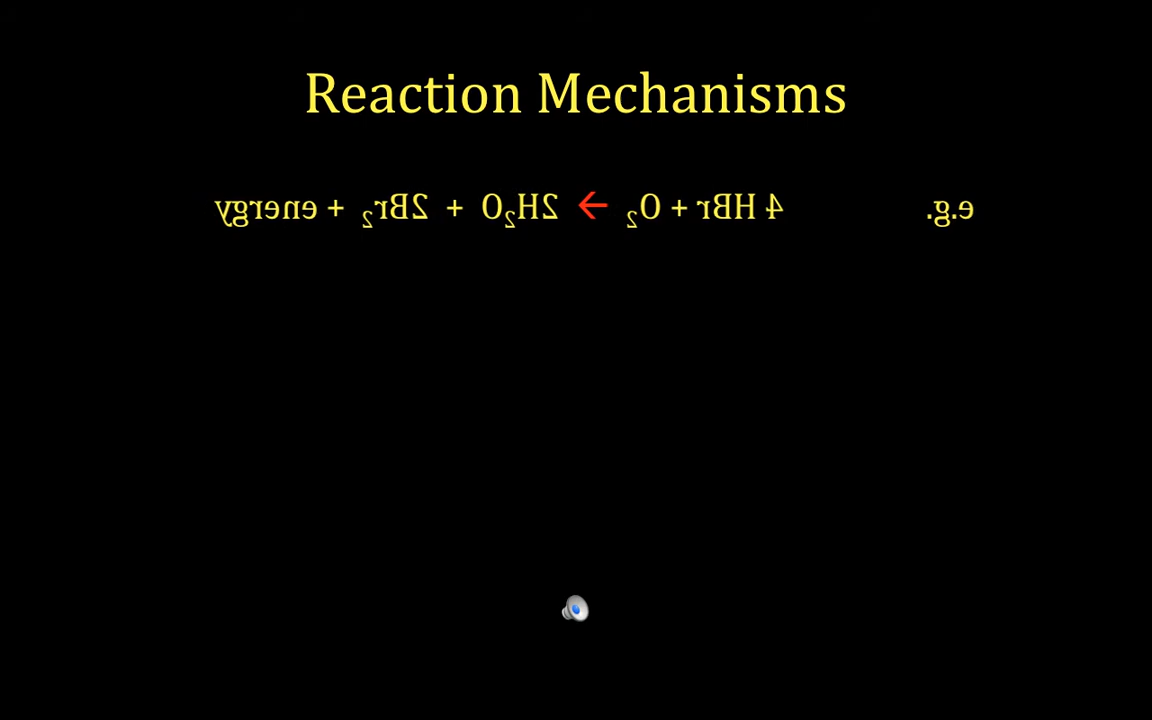 Reaction Mechanisms
e.g. 4 HBr + O₂ → 2H₂O + 2Br₂ + energy